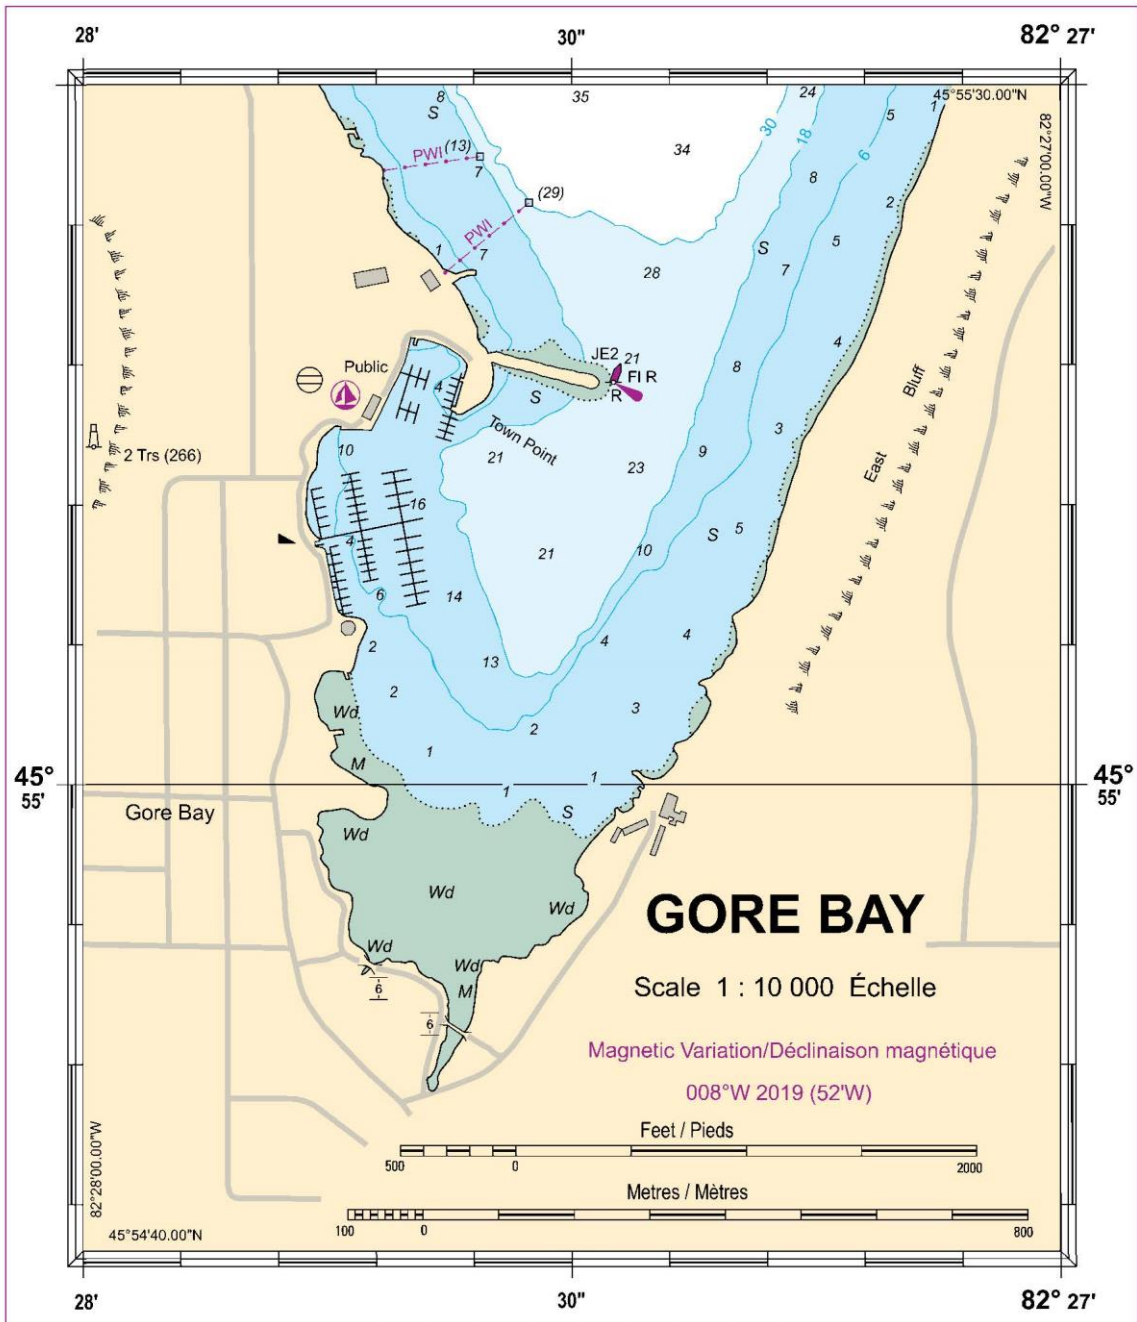 28'
30"
82° 27'
8
35
24
45°55'30.00"N
1
S
30
18
5
82°27'00.00"W
PWI
(13)
34
6
7
8
(29)
2
PWI
1
7
28
S
5
7
4
JE2
21
Public
Fl R
R
8
4
S
East Bluff
2 Trs (266)
10
Town Point
21
23
9
3
16
S
5
4
21
10
6
14
2
4
4
13
2
Wd
3
2
1
M
1
45°
55'
45°
55'
1
Gore Bay
S
Wd
Wd
Wd
GORE BAY
Wd
Wd
M
6
Scale 1 : 10 000 Échelle
6
Magnetic Variation/Déclinaison magnétique
008°W 2019 (52'W)
Feet / Pieds
500
0
2000
Metres / Mètres
100
0
800
82°28'00.00"W
45°54'40.00"N
28'
30"
82° 27'